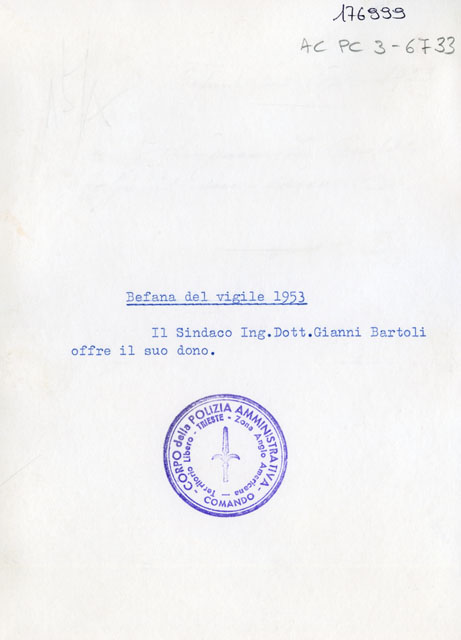 176999
AC PC 3-6733
Befana del vigile 1953
Il Sindaco Ing.Dott.Gianni Bartoli
offre il suo dono.
CORPO della POLIZIA AMMINISTRATIVA
COMANDO
Territorio Libero - TRIESTE - Zona Anglo Americana